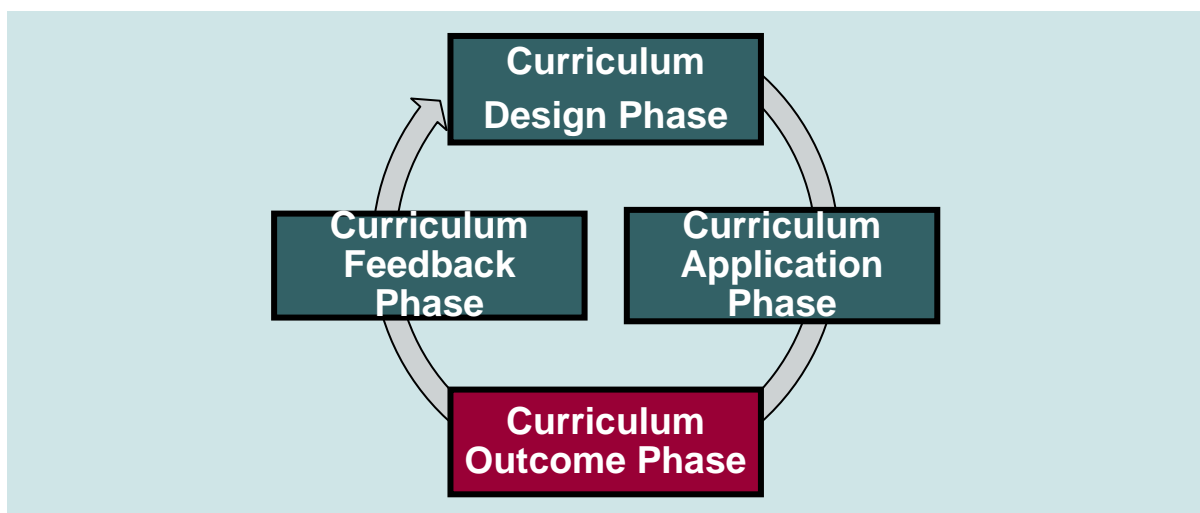 Curriculum
Design Phase
Curriculum
Feedback
Phase
Curriculum
Application
Phase
Curriculum
Outcome Phase